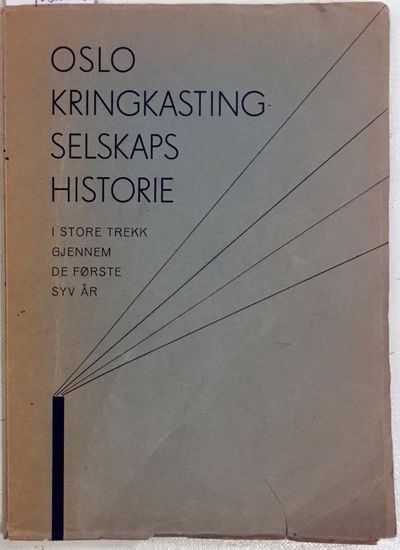 OSLO
KRINGKASTING-
SELSKAPS
HISTORIE
I STORE TREKK
GJENNEM
DE FØRSTE
SYV ÅR